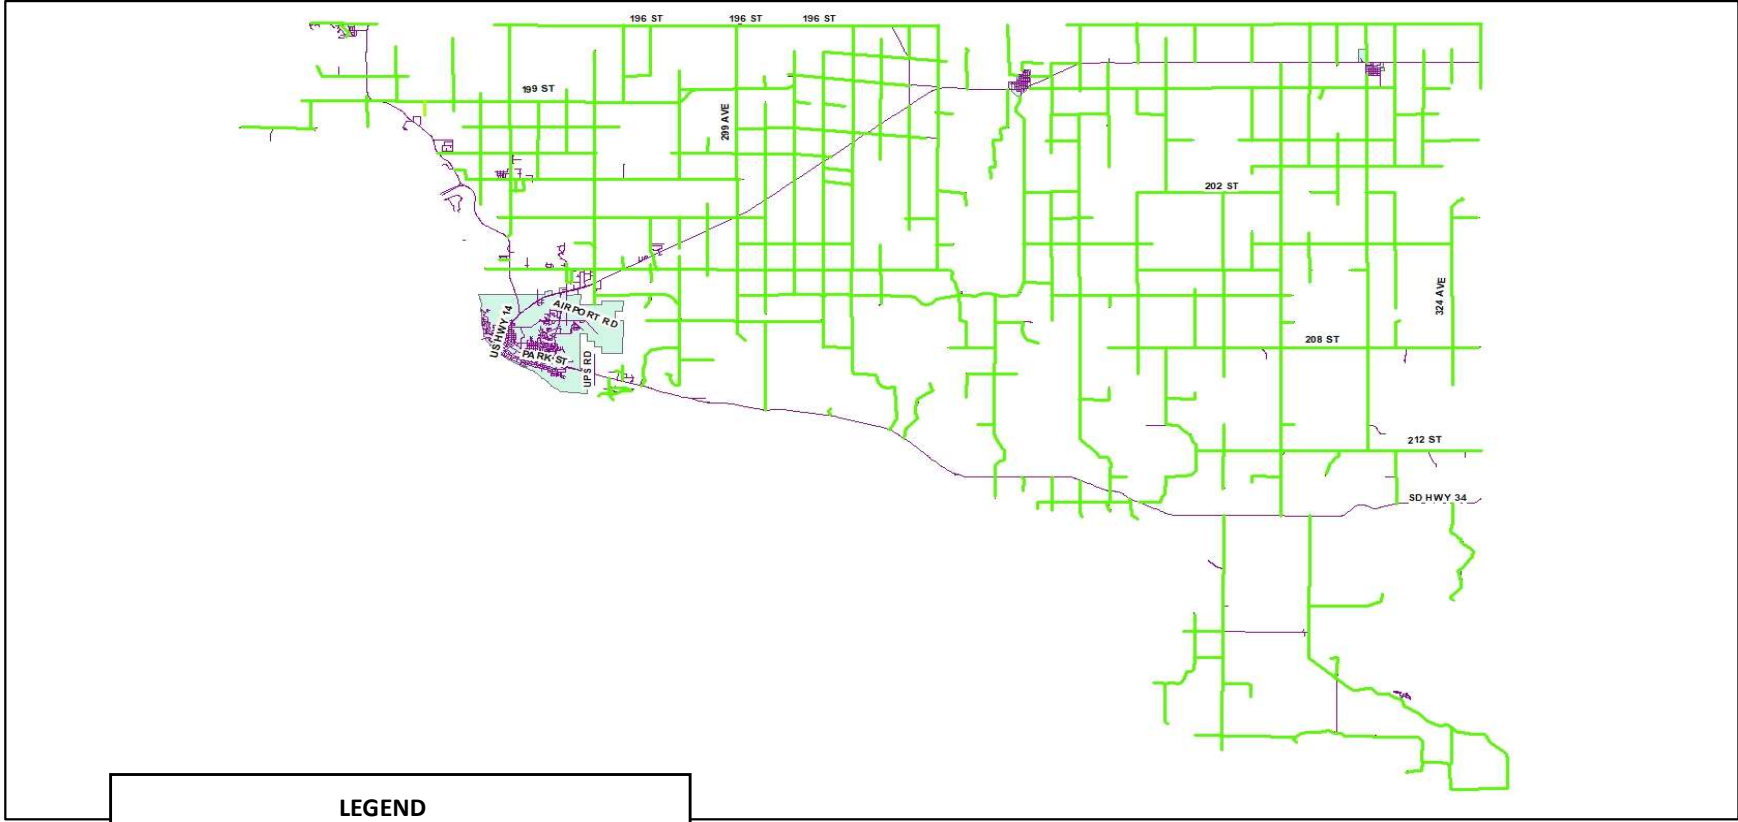 196 ST
196 ST
196 ST
199 ST
299 AVE
202 ST
324 AVE
AIRPORT RD
US HWY 14
PARK ST
UPS RD
208 ST
212 ST
SD HWY 34
LEGEND